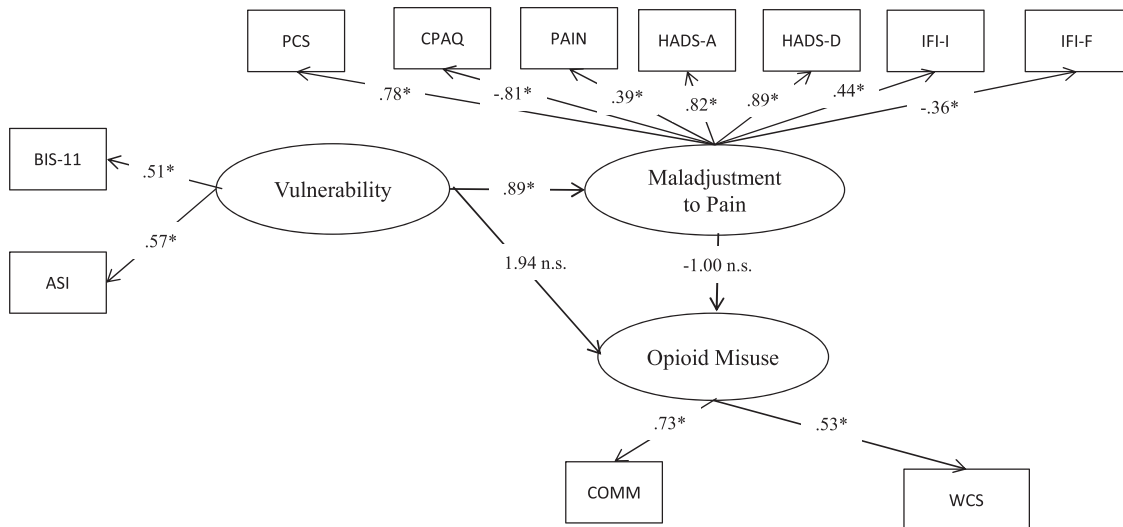 PCS
CPAQ
PAIN
HADS-A
HADS-D
IFI-I
IFI-F
.78*
-.81*
.39*
.82*
.89*
.44*
-.36*
BIS-11
.51*
Vulnerability
.89*
Maladjustment
to Pain
.57*
ASI
1.94 n.s.
-1.00 n.s.
Opioid Misuse
.73*
.53*
COMM
WCS